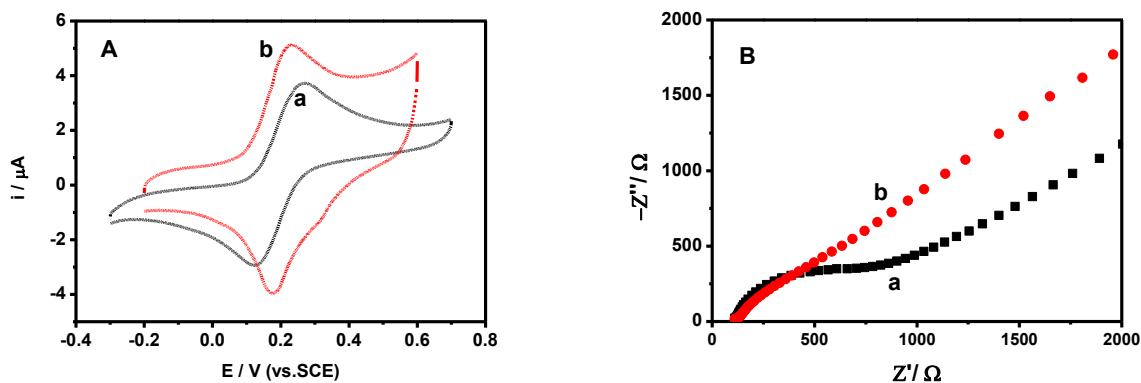 A
b
a
i / μA
6
4
2
0
-2
-4
-0.4 -0.2 0.0 0.2 0.4 0.6 0.8
E / V (vs.SCE)
B
b
a
−Z''/ Ω
2000
1500
1000
500
0
0 500 1000 1500 2000
Z'/ Ω